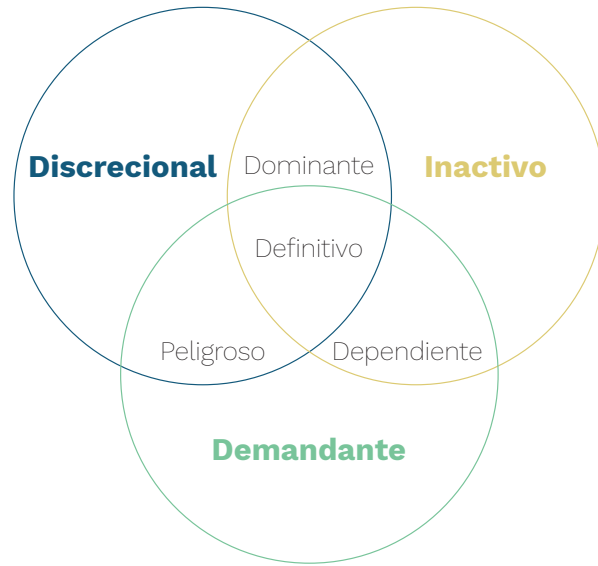 Discrecional
Dominante
Inactivo
Definitivo
Peligroso
Dependiente
Demandante